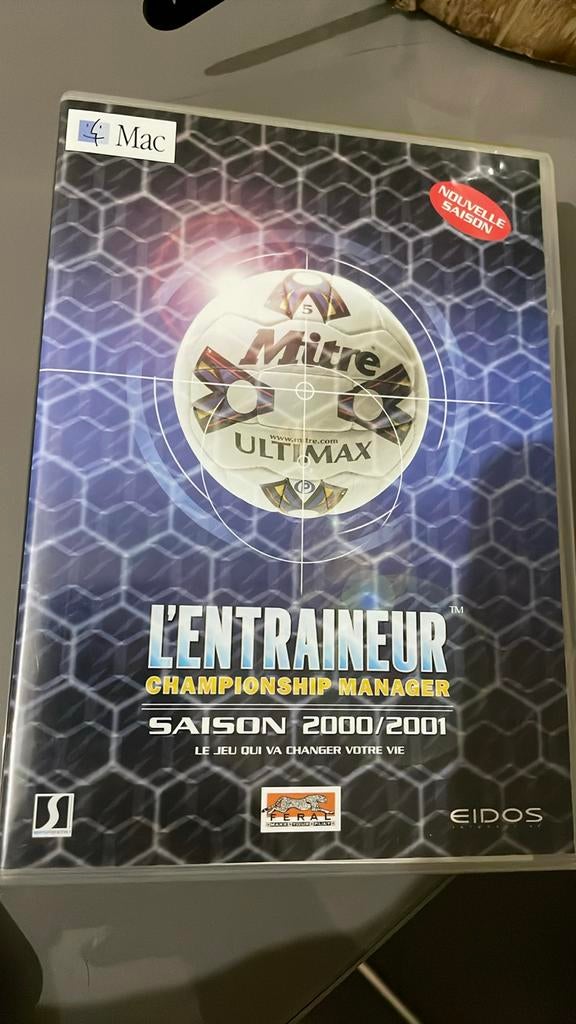 Mac
NOUVELLE
SAISON
5
Mitre
www.mitre.com
ULTIMAX
P
L'ENTRAINEUR™
CHAMPIONSHIP MANAGER
SAISON 2000/2001
LE JEU QUI VA CHANGER VOTRE VIE
S
FERAL
EIDOS